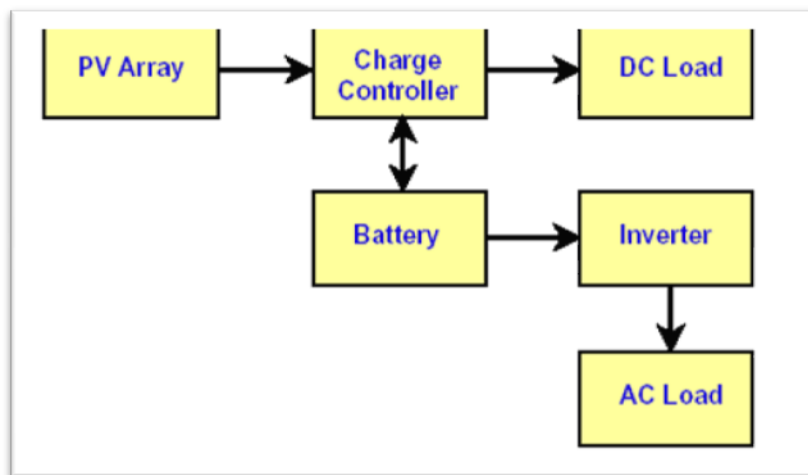 PV Array
Charge
Controller
DC Load
Battery
Inverter
AC Load